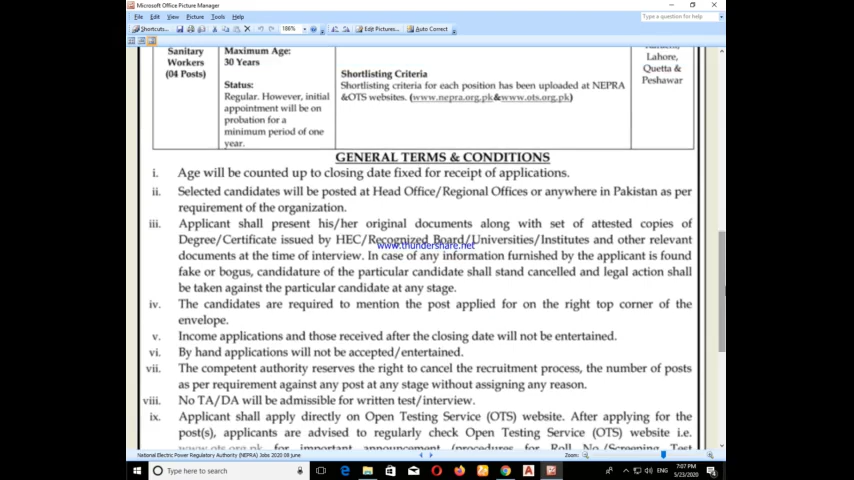 Microsoft Office Picture Manager
File Edit View Picture Tools Help
Type a question for help
Shortcuts... 186% Edit Pictures... Auto Correct
Sanitary
Workers
(04 Posts)
Maximum Age:
30 Years
Status:
Regular. However, initial
appointment will be on
probation for a
minimum period of one
year.
Shortlisting Criteria
Shortlisting criteria for each position has been uploaded at NEPRA
&OTS websites. (www.nepra.org.pk&www.ots.org.pk)
Lahore,
Quetta &
Peshawar
GENERAL TERMS & CONDITIONS
i. Age will be counted up to closing date fixed for receipt of applications.
ii. Selected candidates will be posted at Head Office/Regional Offices or anywhere in Pakistan as per
requirement of the organization.
iii. Applicant shall present his/her original documents along with set of attested copies of
Degree/Certificate issued by HEC/Recognized Board/Universities/Institutes and other relevant
www.thundershare.net
documents at the time of interview. In case of any information furnished by the applicant is found
fake or bogus, candidature of the particular candidate shall stand cancelled and legal action shall
be taken against the particular candidate at any stage.
iv. The candidates are required to mention the post applied for on the right top corner of the
envelope.
v. Income applications and those received after the closing date will not be entertained.
vi. By hand applications will not be accepted/entertained.
vii. The competent authority reserves the right to cancel the recruitment process, the number of posts
as per requirement against any post at any stage without assigning any reason.
viii. No TA/DA will be admissible for written test/interview.
ix. Applicant shall apply directly on Open Testing Service (OTS) website. After applying for the
post(s), applicants are advised to regularly check Open Testing Service (OTS) website i.e.
www.ots.org.pk for important announcement (procedures for Roll No/Screening Test
National Electric Power Regulatory Authority (NEPRA) Jobs 2020 08 june
Zoom:
Type here to search
7:07 PM
5/23/2020